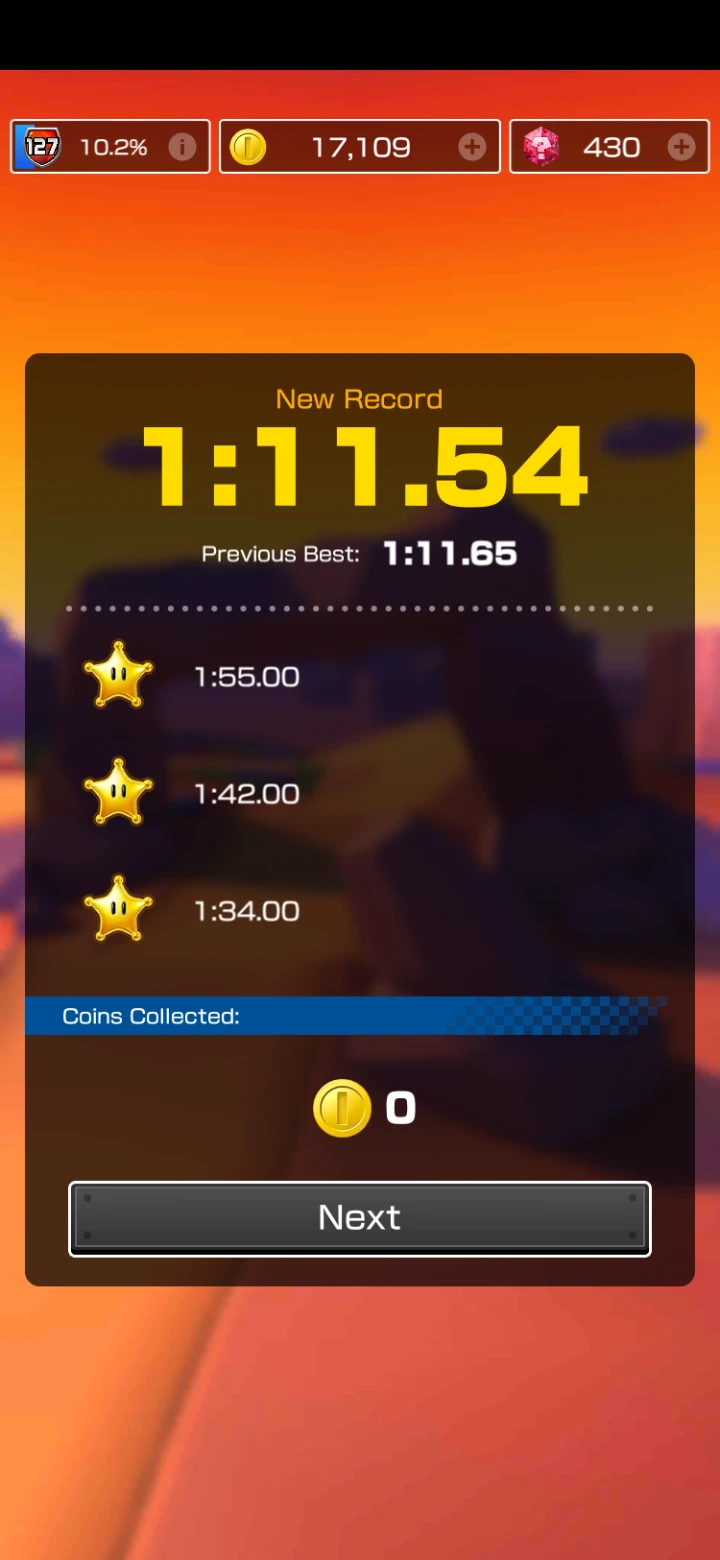 127 10.2% i 17,109 + ? 430 +
New Record
1:11.54
Previous Best: 1:11.65
1:55.00
1:42.00
1:34.00
Coins Collected:
0
Next